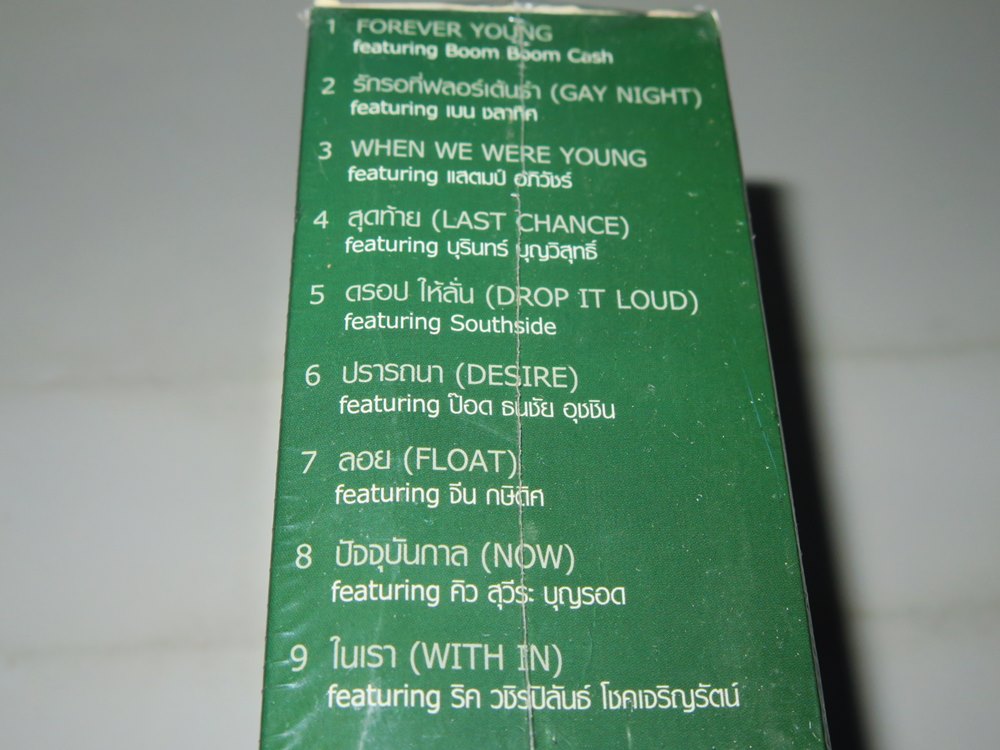 1 FOREVER YOUNG
featuring Boom Boom Cash
2 รักรอที่ฟลอร์เต้นรำ (GAY NIGHT)
featuring เบน ชลาทิศ
3 WHEN WE WERE YOUNG
featuring แสตมป์ อภิวัชร์
4 สุดท้าย (LAST CHANCE)
featuring บุรินทร์ บุญวิสุทธิ์
5 ดรอป ให้ลั่น (DROP IT LOUD)
featuring Southside
6 ปรารถนา (DESIRE)
featuring ป๊อด ธนชัย อุชชิน
7 ลอย (FLOAT)
featuring จีน กษิดิศ
8 ปัจจุบันกาล (NOW)
featuring คิว สุวีระ บุญรอด
9 ในเรา (WITH IN)
featuring ริค วชิรปิลันธ์ โชคเจริญรัตน์